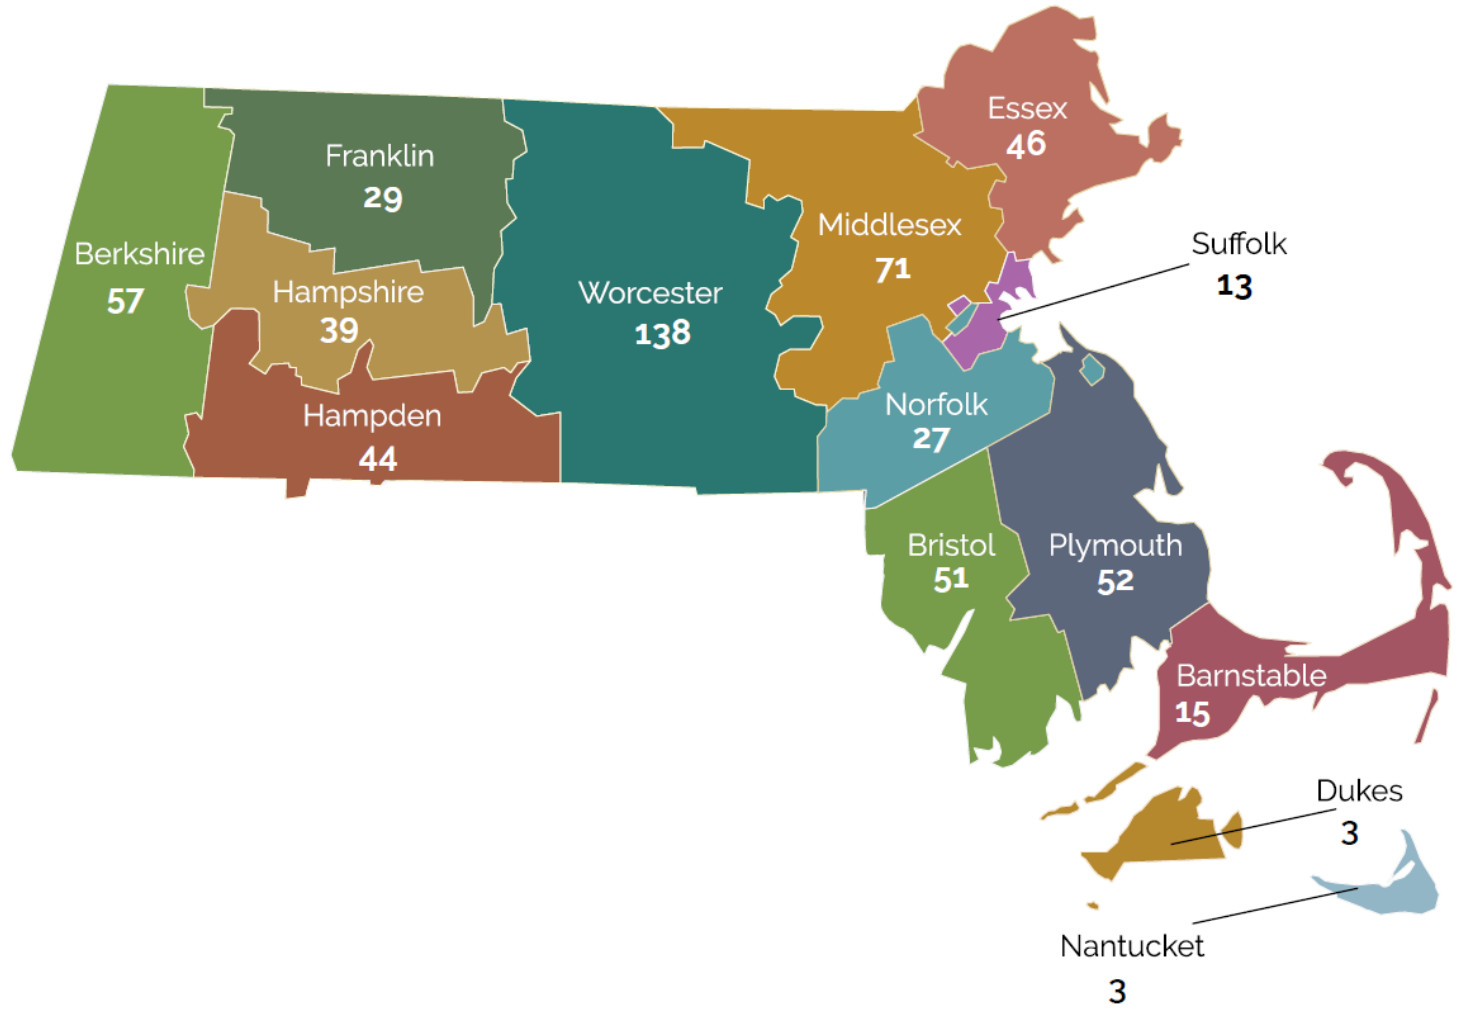 Essex
46
Franklin
29
Middlesex
71
Suffolk
13
Berkshire
57
Hampshire
39
Worcester
138
Hampden
44
Norfolk
27
Bristol
51
Plymouth
52
Barnstable
15
Dukes
3
Nantucket
3